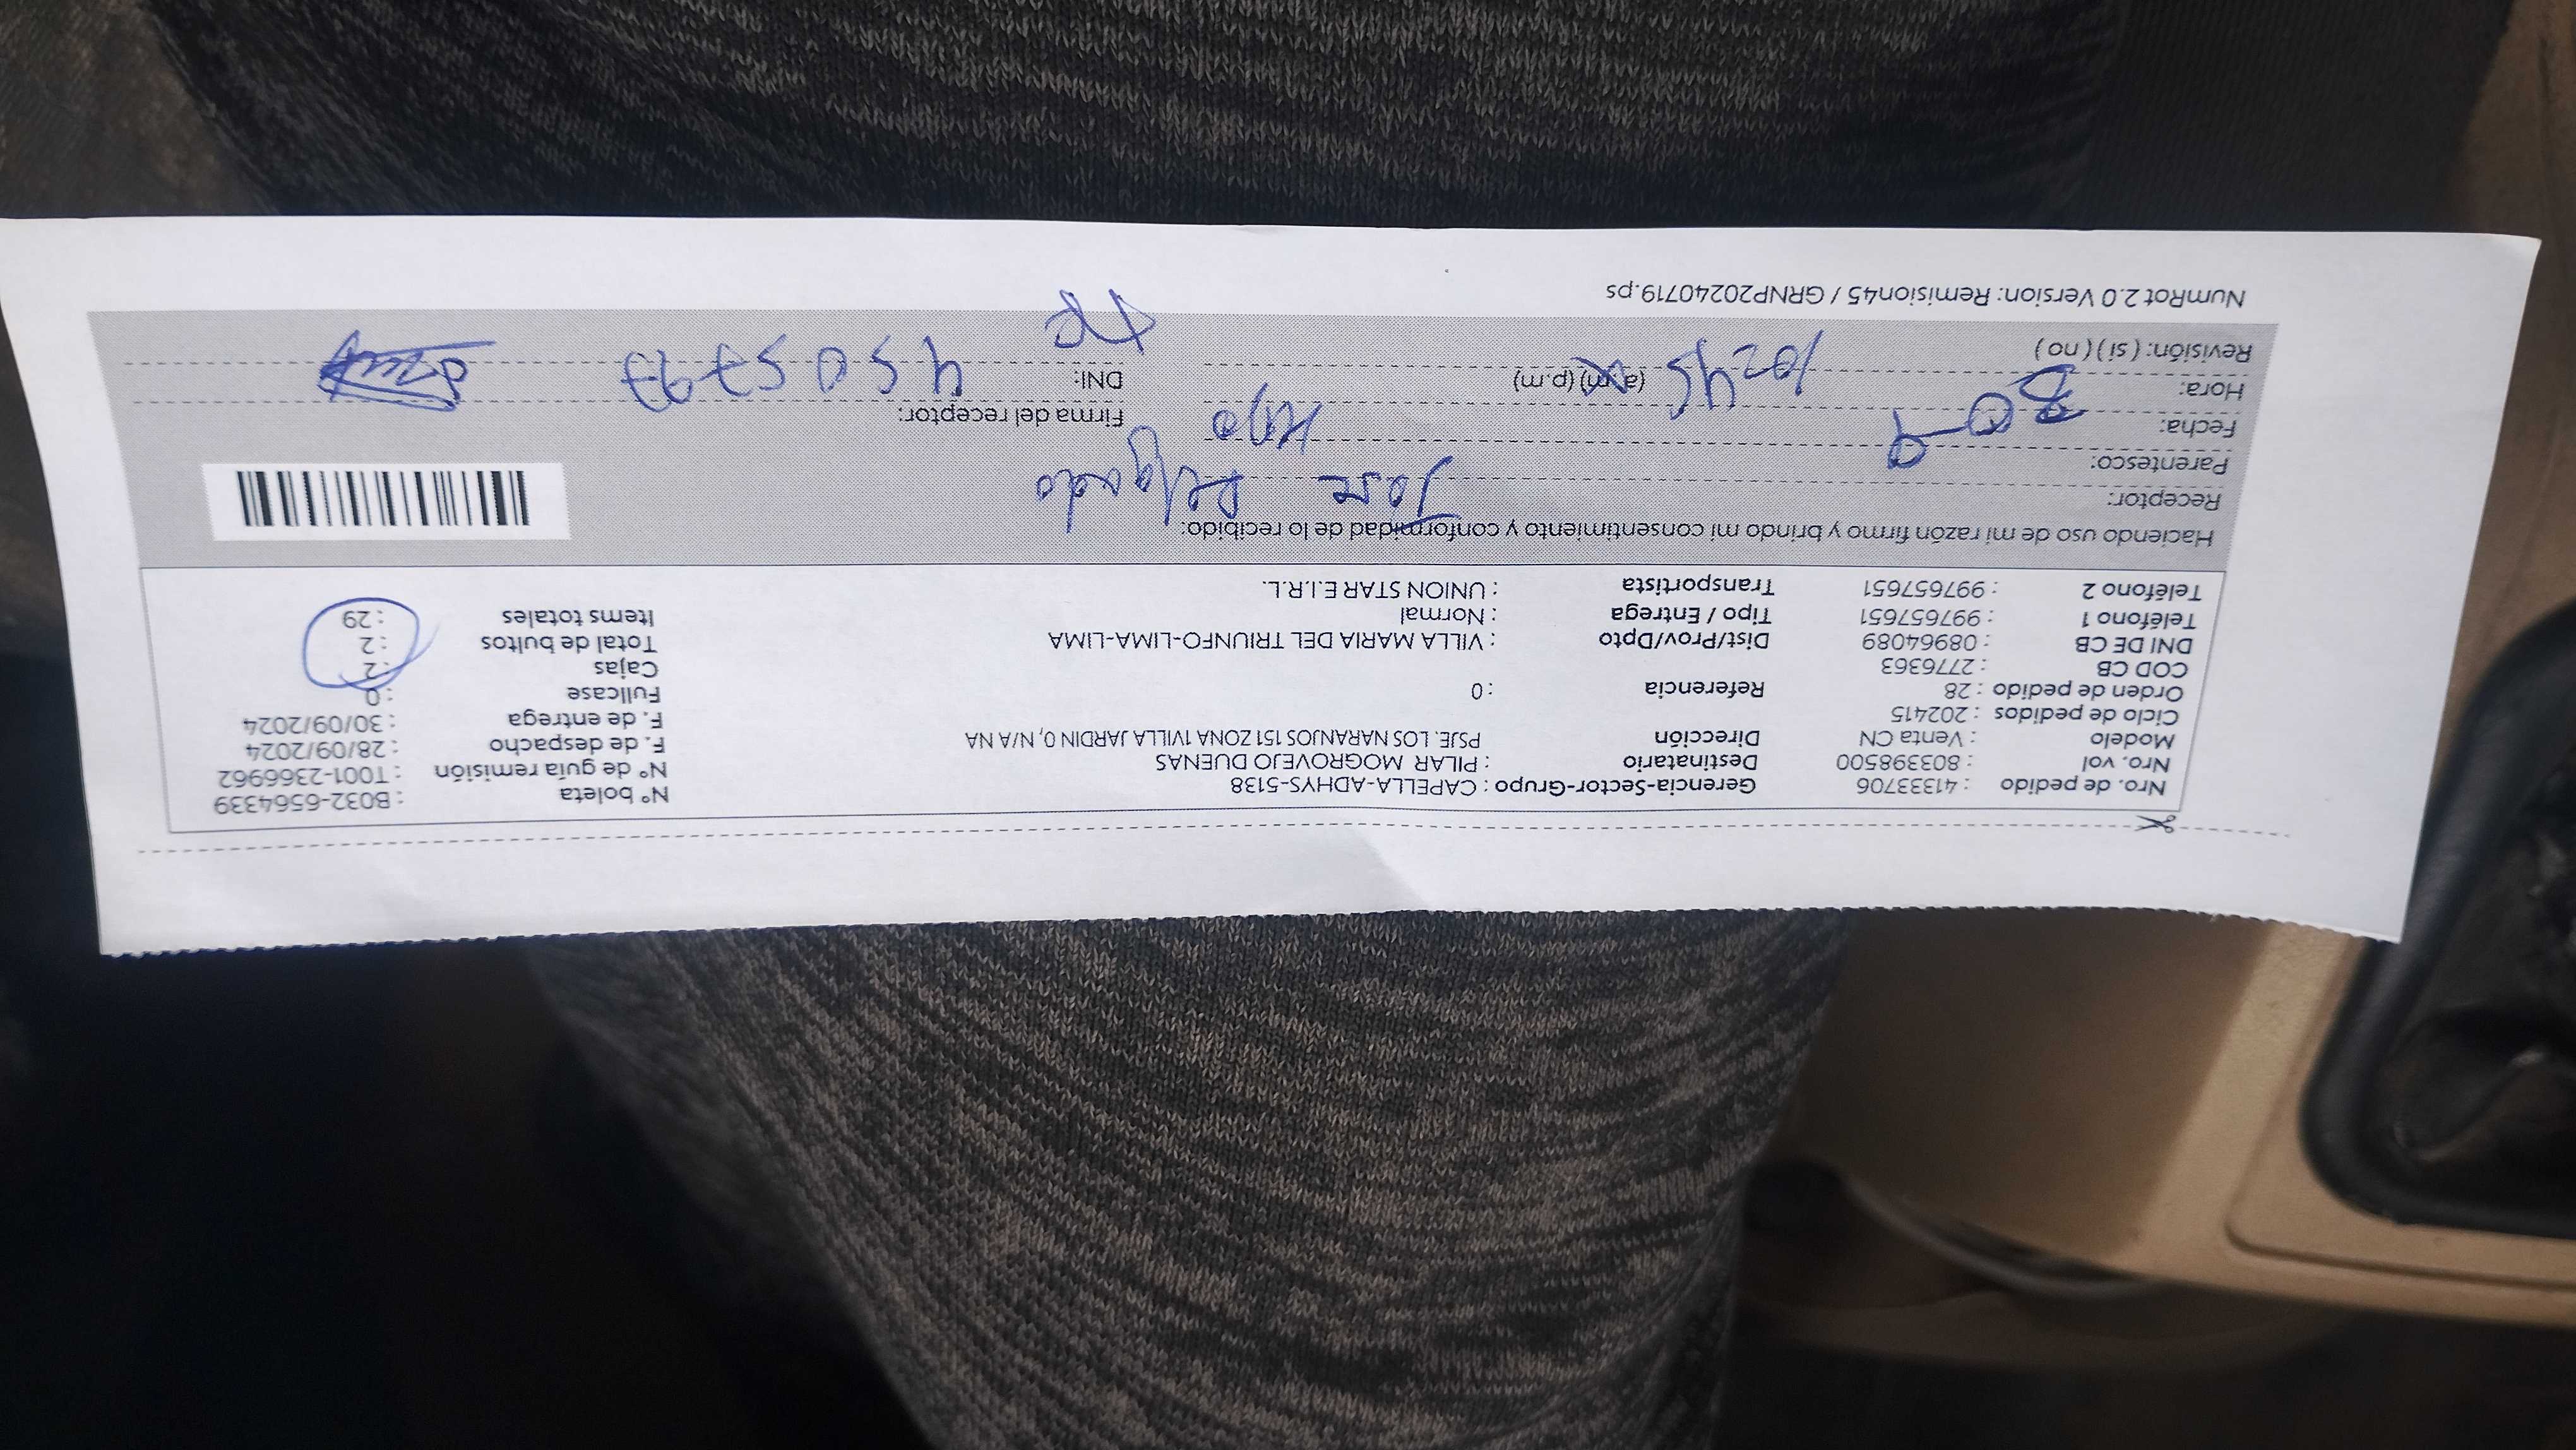 Nro. de pedido : 41333706 Gerencia-Sector-Grupo : CAPELLA-ADHYS-5138 N° boleta : B032-6564339
Nro. vol : 803398500 Destinatario : PILAR MOGROVEJO DUENAS N° de guía remisión : T001-2366962
Modelo : Venta CN Dirección PSJE. LOS NARANJOS 151 ZONA 1VILLA JARDIN 0, N/A NA F. de despacho : 28/09/2024
Ciclo de pedidos : 202415 F. de entrega : 30/09/2024
Orden de pedido : 28 Referencia : 0 Fullcase : 0
COD CB : 2776363 Cajas : 2
DNI DE CB : 08964089 Dist/Prov/Dpto : VILLA MARIA DEL TRIUNFO-LIMA-LIMA Total de bultos : 2
Teléfono 1 : 997657651 Tipo / Entrega : Normal Items totales : 29
Teléfono 2 : 997657651 Transportista : UNION STAR E.I.R.L.
Haciendo uso de mi razón firmo y brindo mi consentimiento y conformidad de lo recibido:
Receptor: Jose Delgado
Parentesco: Hijo
Fecha: 30-9 Firma del receptor:
Hora: 10:45 (a.m) (p.m) DNI: 4505797
Revisión: ( si ) ( no )
NumRot 2.0 Version: Remision45 / GRNP20240719.ps